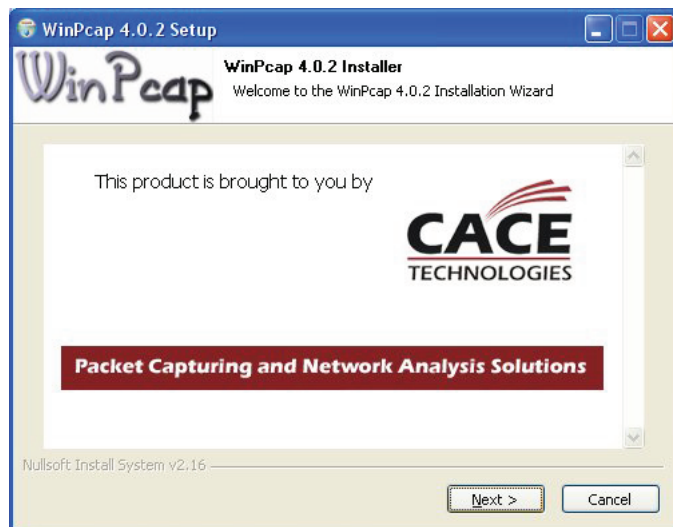 WinPcap 4.0.2 Setup
WinPcap
WinPcap 4.0.2 Installer
Welcome to the WinPcap 4.0.2 Installation Wizard
This product is brought to you by
CACE
TECHNOLOGIES
Packet Capturing and Network Analysis Solutions
Nullsoft Install System v2.16
Next >
Cancel